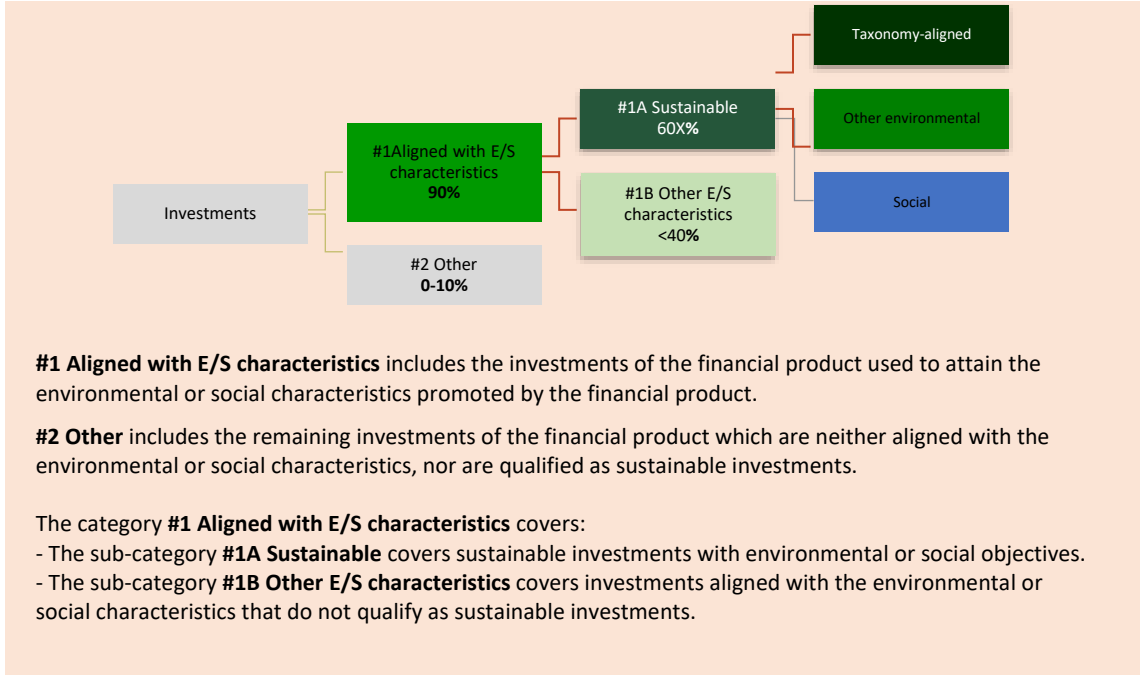 Taxonomy-aligned
#1A Sustainable
60X%
Other environmental
#1Aligned with E/S
characteristics
90%
#1B Other E/S
characteristics
<40%
Investments
Social
#2 Other
0-10%
#1 Aligned with E/S characteristics includes the investments of the financial product used to attain the
environmental or social characteristics promoted by the financial product.
#2 Other includes the remaining investments of the financial product which are neither aligned with the
environmental or social characteristics, nor are qualified as sustainable investments.
The category #1 Aligned with E/S characteristics covers:
- The sub-category #1A Sustainable covers sustainable investments with environmental or social objectives.
- The sub-category #1B Other E/S characteristics covers investments aligned with the environmental or
social characteristics that do not qualify as sustainable investments.